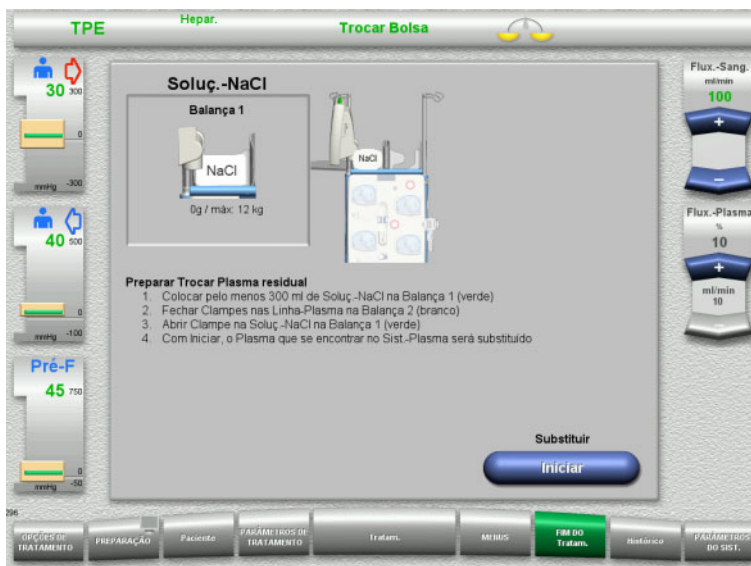 TPE
Hepar.
Trocar Bolsa
30 300
0
mmHg -300
40 500
0
mmHg -100
Pré-F
45 750
0
mmHg -50
Soluç.-NaCl
Balança 1
NaCl
0g / máx: 12 kg
NaCl
Preparar Trocar Plasma residual
1. Colocar pelo menos 300 ml de Soluç.-NaCl na Balança 1 (verde)
2. Fechar Clampes nas Linha-Plasma na Balança 2 (branco)
3. Abrir Clampe na Soluç.-NaCl na Balança 1 (verde)
4. Com Iniciar, o Plasma que se encontrar no Sist.-Plasma será substituído
Substituir
Iniciar
Flux.-Sang.
ml/min
100
+
–
Flux.-Plasma
%
10
+
ml/min
10
–
296
OPÇÕES DE
TRATAMENTO
PREPARAÇÃO
Paciente
PARÂMETROS DE
TRATAMENTO
Tratam.
MENUS
FIM DO
Tratam.
Histórico
PARÂMETROS
DO SIST.